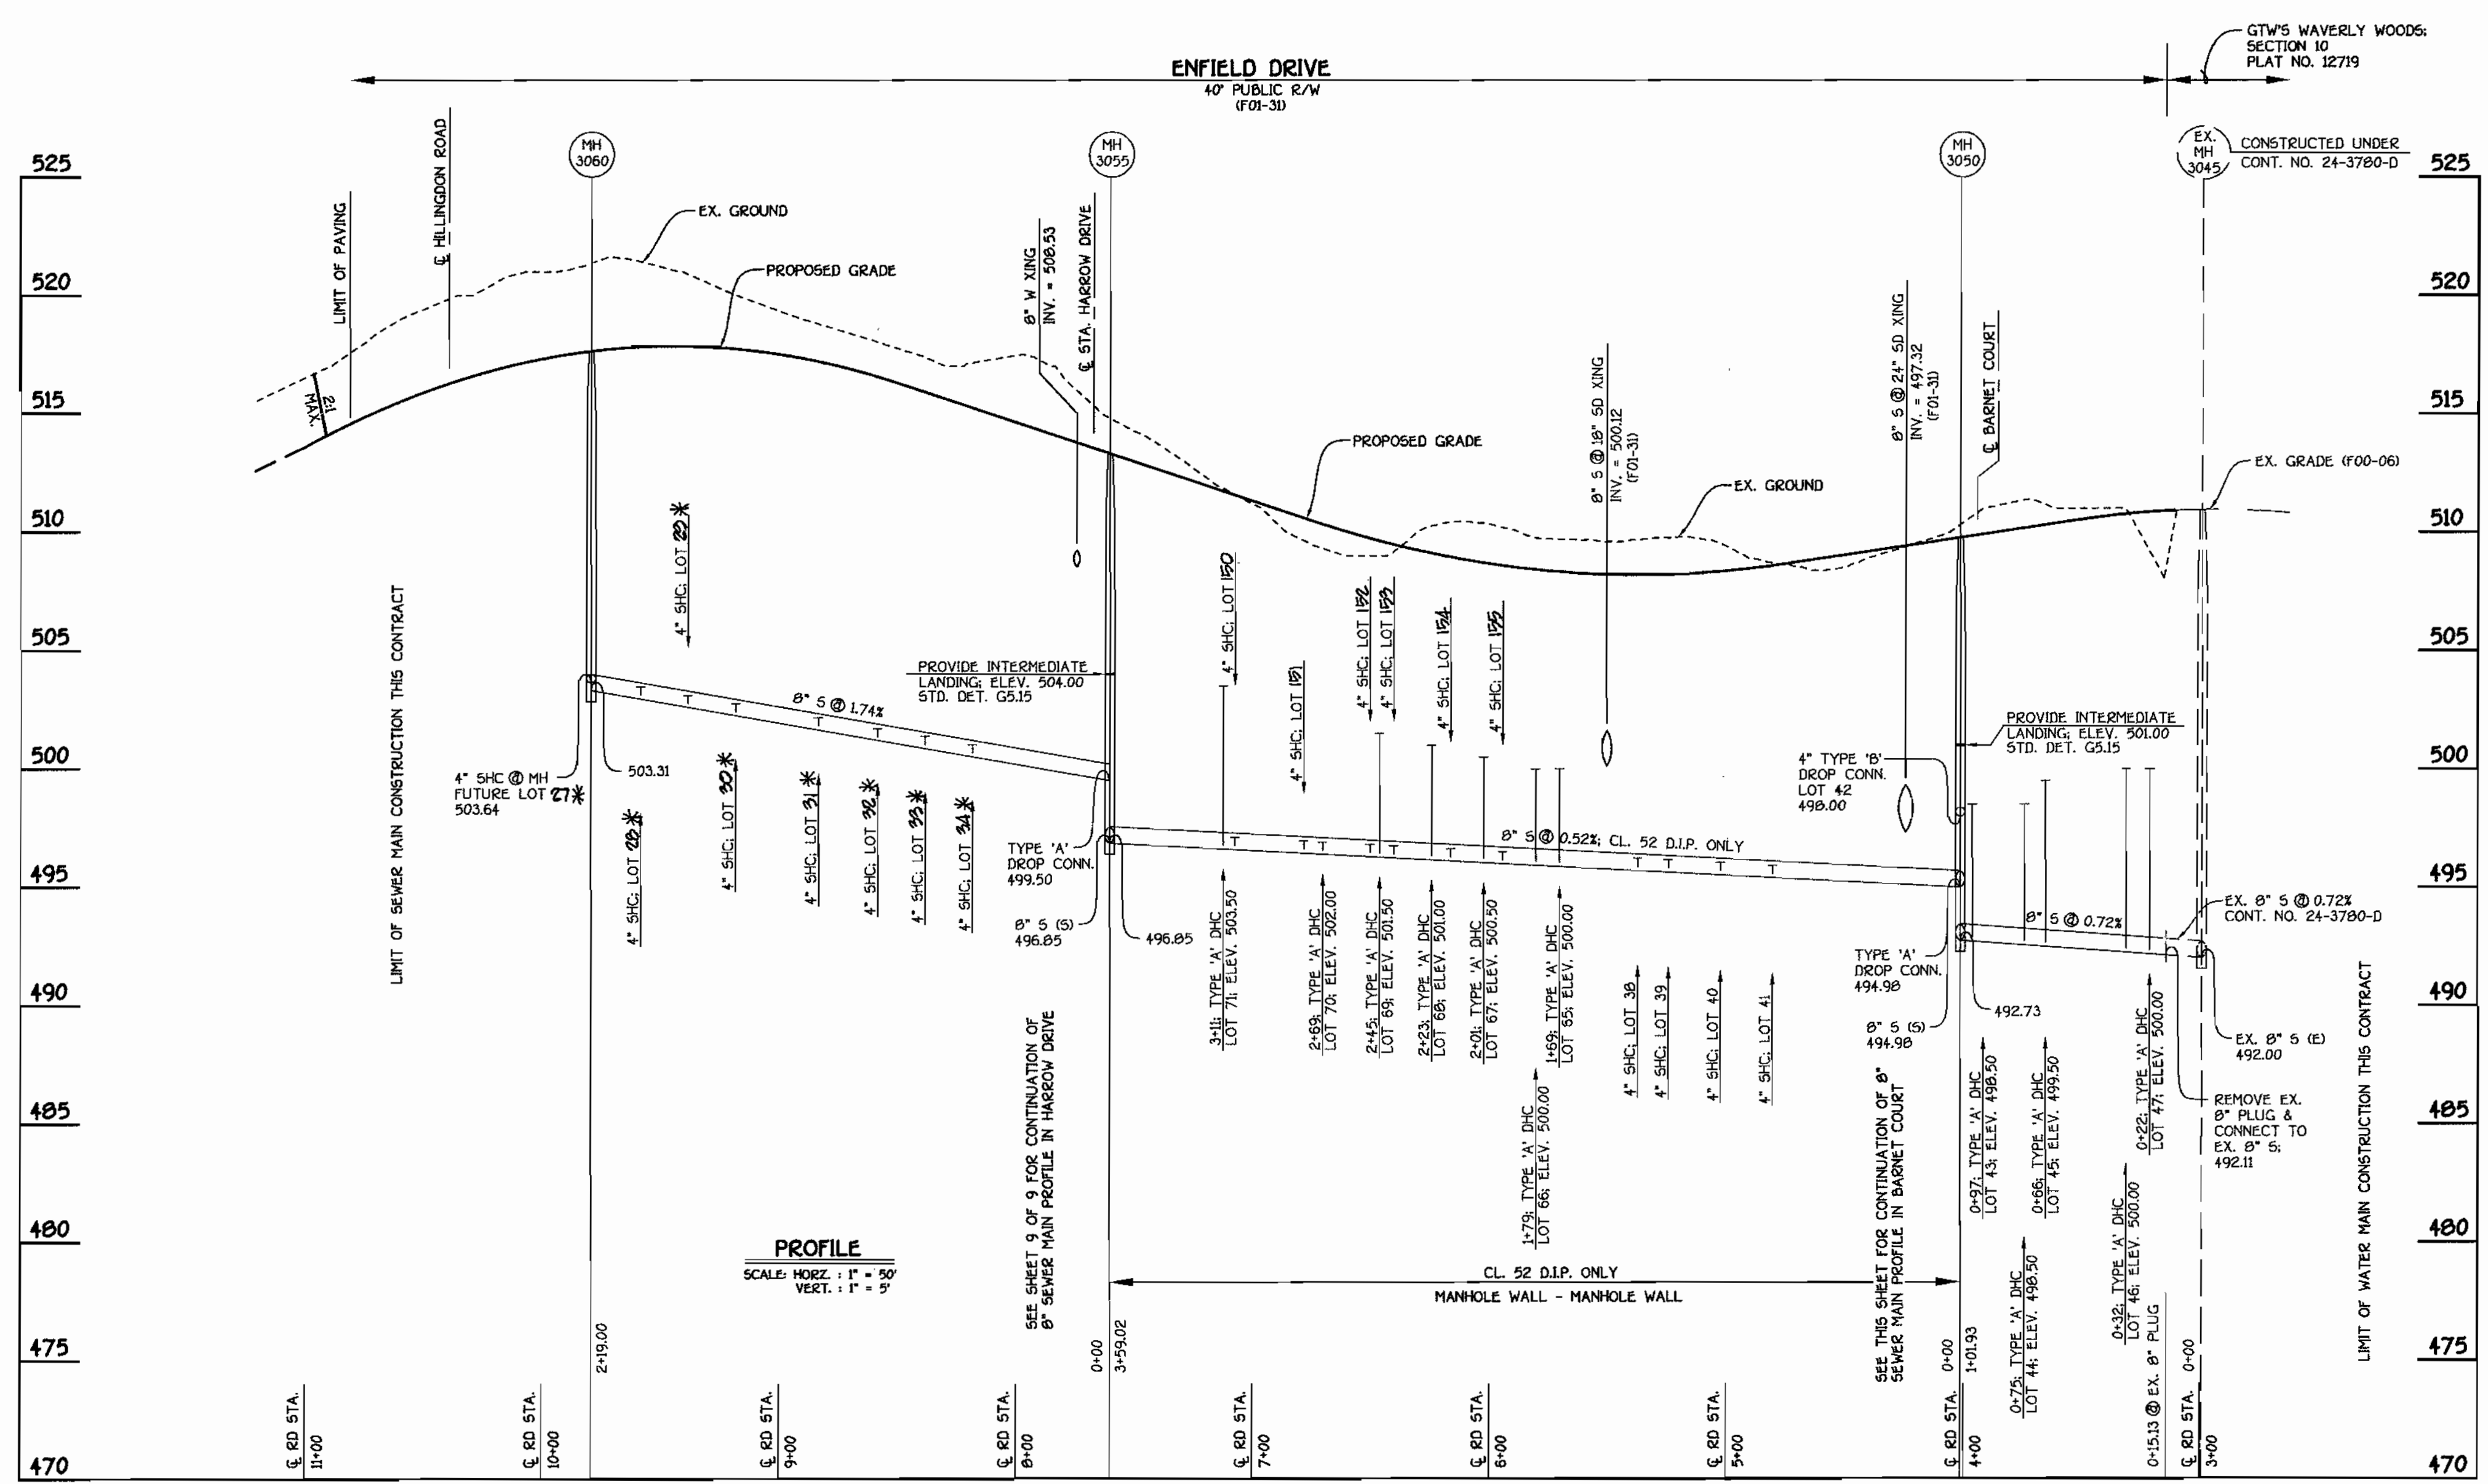 GTW'S WAVERLY WOODS;
SECTION 10
PLAT NO. 12719
ENFIELD DRIVE
40' PUBLIC R/W
(F01-31)
MH
3060
MH
3055
MH
3050
EX.
MH
3045
CONSTRUCTED UNDER
CONT. NO. 24-3780-D
525
520
515
510
505
500
495
490
485
480
475
470
525
520
515
510
505
500
495
490
485
480
475
470
LIMIT OF PAVING
℄ HILLINGDON ROAD
EX. GROUND
PROPOSED GRADE
8" W XING
INV. = 508.53
℄ STA. HARROW DRIVE
2:1
MAX.
PROPOSED GRADE
8" S @ 18" SD XING
INV. = 500.12
(F01-31)
EX. GROUND
8" S @ 24" SD XING
INV. = 497.32
(F01-31)
℄ BARNET COURT
EX. GRADE (F00-06)
LIMIT OF SEWER MAIN CONSTRUCTION THIS CONTRACT
4" SHC; LOT 29*
4" SHC @ MH
FUTURE LOT 27*
503.64
503.31
8" S @ 1.74%
4" SHC; LOT 28*
4" SHC; LOT 30*
4" SHC; LOT 31*
4" SHC; LOT 32*
4" SHC; LOT 33*
4" SHC; LOT 34*
PROVIDE INTERMEDIATE
LANDING; ELEV. 504.00
STD. DET. G5.15
TYPE 'A'
DROP CONN.
499.50
8" S (S)
496.85
496.85
4" SHC; LOT 150
4" SHC; LOT 151
4" SHC; LOT 152
4" SHC; LOT 153
4" SHC; LOT 154
4" SHC; LOT 155
8" S @ 0.52%; CL. 52 D.I.P. ONLY
3+11; TYPE 'A' DHC
LOT 71; ELEV. 503.50
2+69; TYPE 'A' DHC
LOT 70; ELEV. 502.00
2+45; TYPE 'A' DHC
LOT 69; ELEV. 501.50
2+23; TYPE 'A' DHC
LOT 68; ELEV. 501.00
2+01; TYPE 'A' DHC
LOT 67; ELEV. 500.50
1+79; TYPE 'A' DHC
LOT 66; ELEV. 500.00
1+69; TYPE 'A' DHC
LOT 65; ELEV. 500.00
4" SHC; LOT 38
4" SHC; LOT 39
4" SHC; LOT 40
4" SHC; LOT 41
4" TYPE 'B'
DROP CONN.
LOT 42
498.00
PROVIDE INTERMEDIATE
LANDING; ELEV. 501.00
STD. DET. G5.15
TYPE 'A'
DROP CONN.
494.98
8" S (S)
494.98
492.73
8" S @ 0.72%
EX. 8" S @ 0.72%
CONT. NO. 24-3780-D
EX. 8" S (E)
492.00
REMOVE EX.
8" PLUG &
CONNECT TO
EX. 8" S;
492.11
0+97; TYPE 'A' DHC
LOT 43; ELEV. 498.50
0+75; TYPE 'A' DHC
LOT 44; ELEV. 498.50
0+66; TYPE 'A' DHC
LOT 45; ELEV. 499.50
0+32; TYPE 'A' DHC
LOT 46; ELEV. 500.00
0+22; TYPE 'A' DHC
LOT 47; ELEV. 500.00
0+15.13 @ EX. 8" PLUG
LIMIT OF WATER MAIN CONSTRUCTION THIS CONTRACT
SEE SHEET 9 OF 9 FOR CONTINUATION OF
8" SEWER MAIN PROFILE IN HARROW DRIVE
SEE THIS SHEET FOR CONTINUATION OF 8"
SEWER MAIN PROFILE IN BARNET COURT
PROFILE
SCALE: HORZ. : 1" = 50'
VERT. : 1" = 5'
CL. 52 D.I.P. ONLY
MANHOLE WALL - MANHOLE WALL
2+19.00
0+00
3+59.02
0+00
1+01.93
0+00
℄ RD STA.
11+00
℄ RD STA.
10+00
℄ RD STA.
9+00
℄ RD STA.
8+00
℄ RD STA.
7+00
℄ RD STA.
6+00
℄ RD STA.
5+00
℄ RD STA.
4+00
℄ RD STA.
3+00